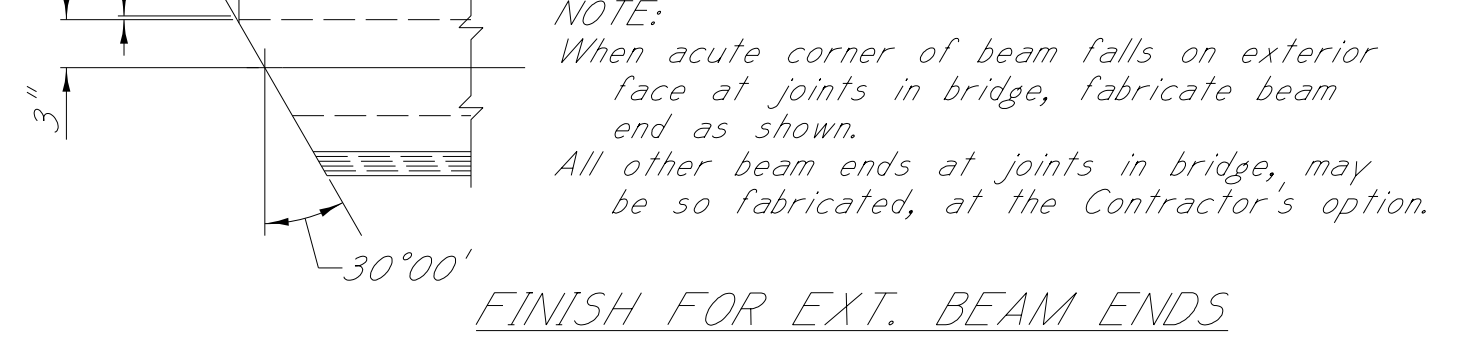 NOTE:
When acute corner of beam falls on exterior
face at joints in bridge, fabricate beam
end as shown.
All other beam ends at joints in bridge, may
be so fabricated, at the Contractor's option.
3"
30°00'
FINISH FOR EXT. BEAM ENDS